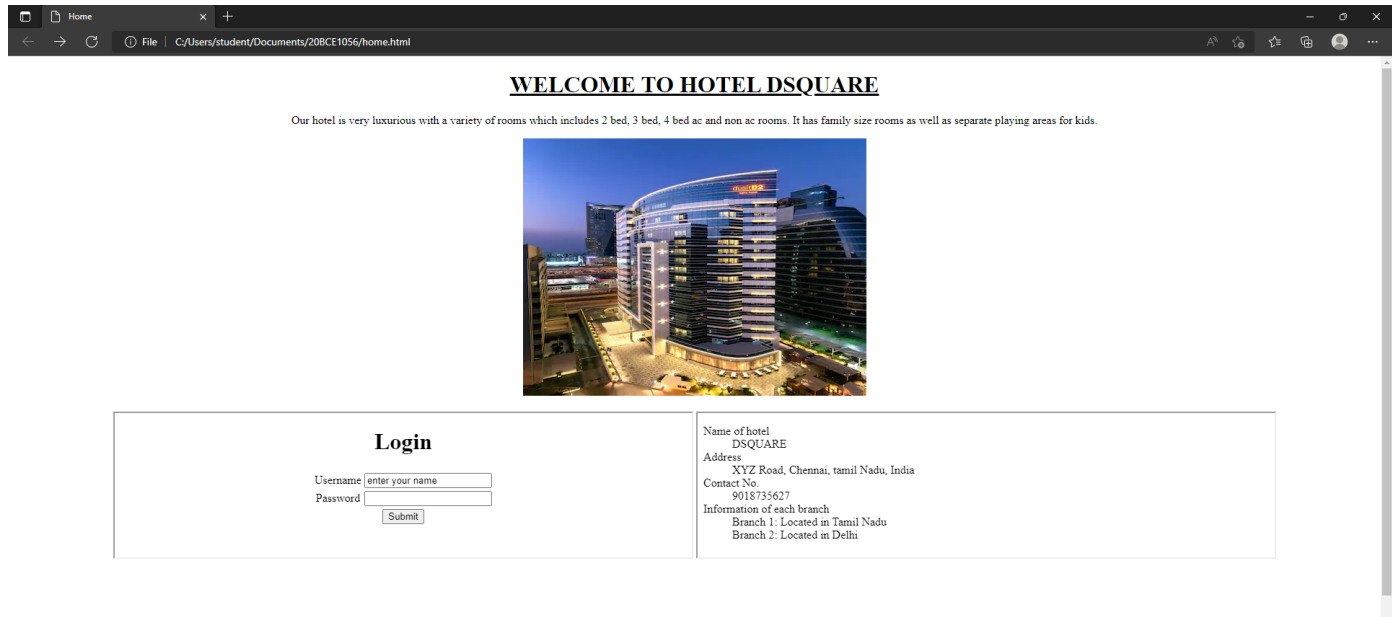 Home
File
C:/Users/student/Documents/20BCE1056/home.html
WELCOME TO HOTEL DSQUARE
Our hotel is very luxurious with a variety of rooms which includes 2 bed, 3 bed, 4 bed ac and non ac rooms. It has family size rooms as well as separate playing areas for kids.
dusitD2
Login
Username enter your name
Password
Submit
Name of hotel
DSQUARE
Address
XYZ Road, Chennai, tamil Nadu, India
Contact No.
9018735627
Information of each branch
Branch 1: Located in Tamil Nadu
Branch 2: Located in Delhi